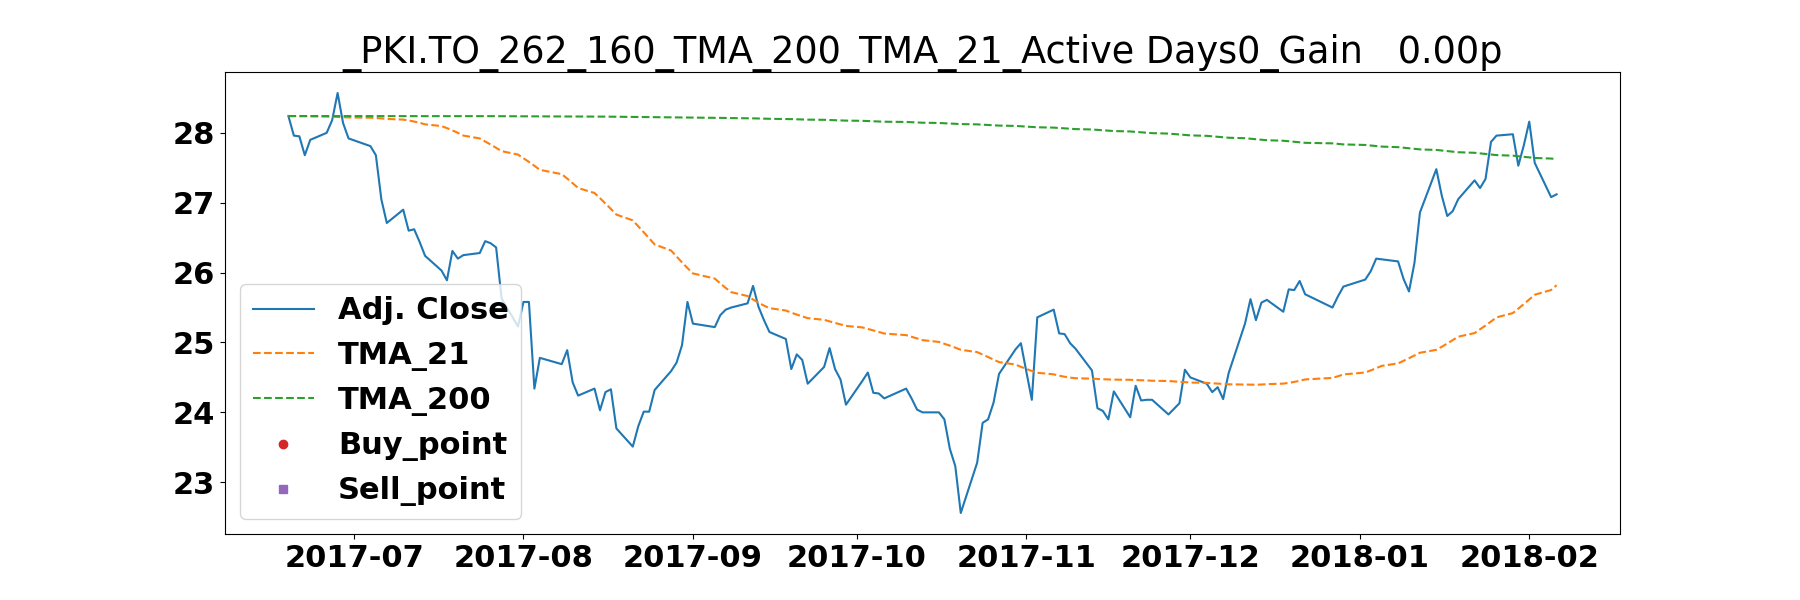 _PKI.TO_262_160_TMA_200_TMA_21_Active Days0_Gain   0.00p
28
27
26
25
24
23
Adj. Close
TMA_21
TMA_200
Buy_point
Sell_point
2017-07 2017-08 2017-09 2017-10 2017-11 2017-12 2018-01 2018-02